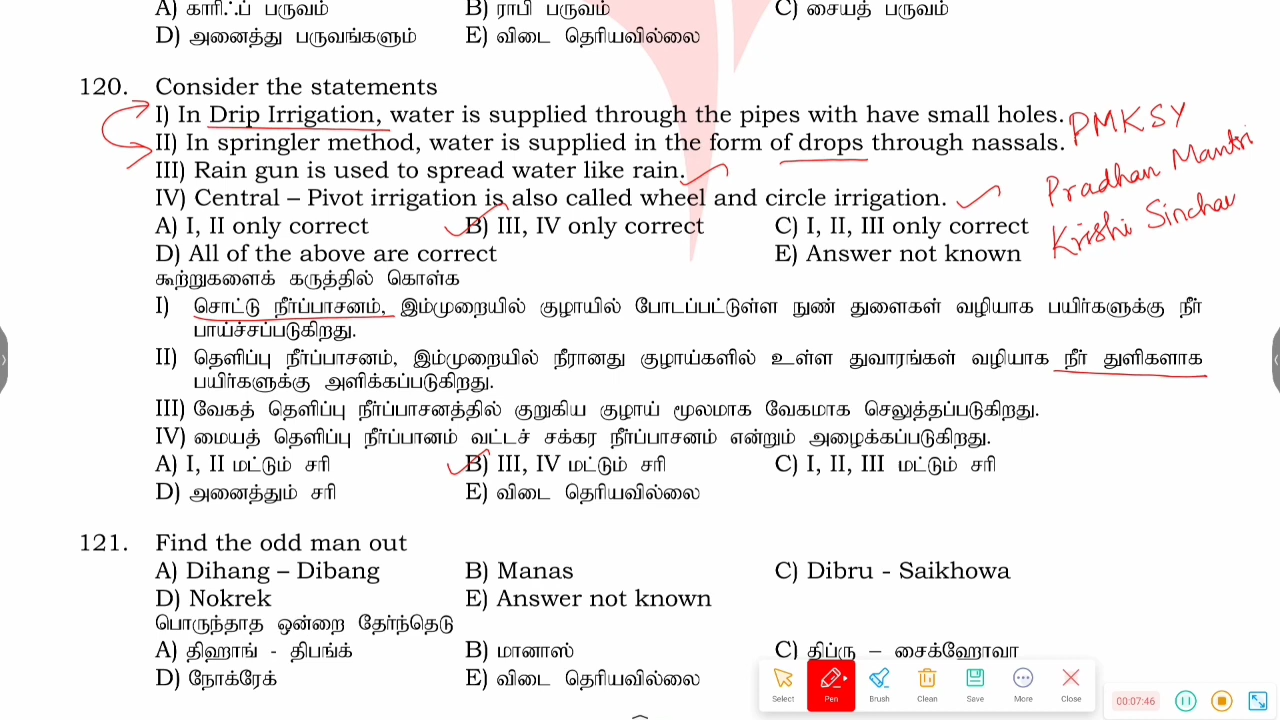 A) காரிஃப் பருவம் B) ராபி பருவம் C) சையத் பருவம்
D) அனைத்து பருவங்களும் E) விடை தெரியவில்லை
120. Consider the statements
I) In Drip Irrigation, water is supplied through the pipes with have small holes.
II) In springler method, water is supplied in the form of drops through nassals.
III) Rain gun is used to spread water like rain.
IV) Central – Pivot irrigation is also called wheel and circle irrigation.
PMKSY
Pradhan Mantri
Krishi Sinchai
A) I, II only correct B) III, IV only correct C) I, II, III only correct
D) All of the above are correct E) Answer not known
கூற்றுகளைக் கருத்தில் கொள்க
I) சொட்டு நீர்ப்பாசனம், இம்முறையில் குழாயில் போடப்பட்டுள்ள நுண் துளைகள் வழியாக பயிர்களுக்கு நீர்
பாய்ச்சப்படுகிறது.
II) தெளிப்பு நீர்ப்பாசனம், இம்முறையில் நீரானது குழாய்களில் உள்ள துவாரங்கள் வழியாக நீர் துளிகளாக
பயிர்களுக்கு அளிக்கப்படுகிறது.
III) வேகத் தெளிப்பு நீர்ப்பாசனத்தில் குறுகிய குழாய் மூலமாக வேகமாக செலுத்தப்படுகிறது.
IV) மையத் தெளிப்பு நீர்ப்பானம் வட்டச் சக்கர நீர்ப்பாசனம் என்றும் அழைக்கப்படுகிறது.
A) I, II மட்டும் சரி B) III, IV மட்டும் சரி C) I, II, III மட்டும் சரி
D) அனைத்தும் சரி E) விடை தெரியவில்லை
121. Find the odd man out
A) Dihang – Dibang B) Manas C) Dibru - Saikhowa
D) Nokrek E) Answer not known
பொருந்தாத ஒன்றை தேர்ந்தெடு
A) திஹாங் - திபங்க் B) மானாஸ் C) திப்ரு – சைக்ஹோவா
D) நோக்ரேக் E) விடை தெரியவில்லை
Select Pen Brush Clean Save More Close
00:07:46